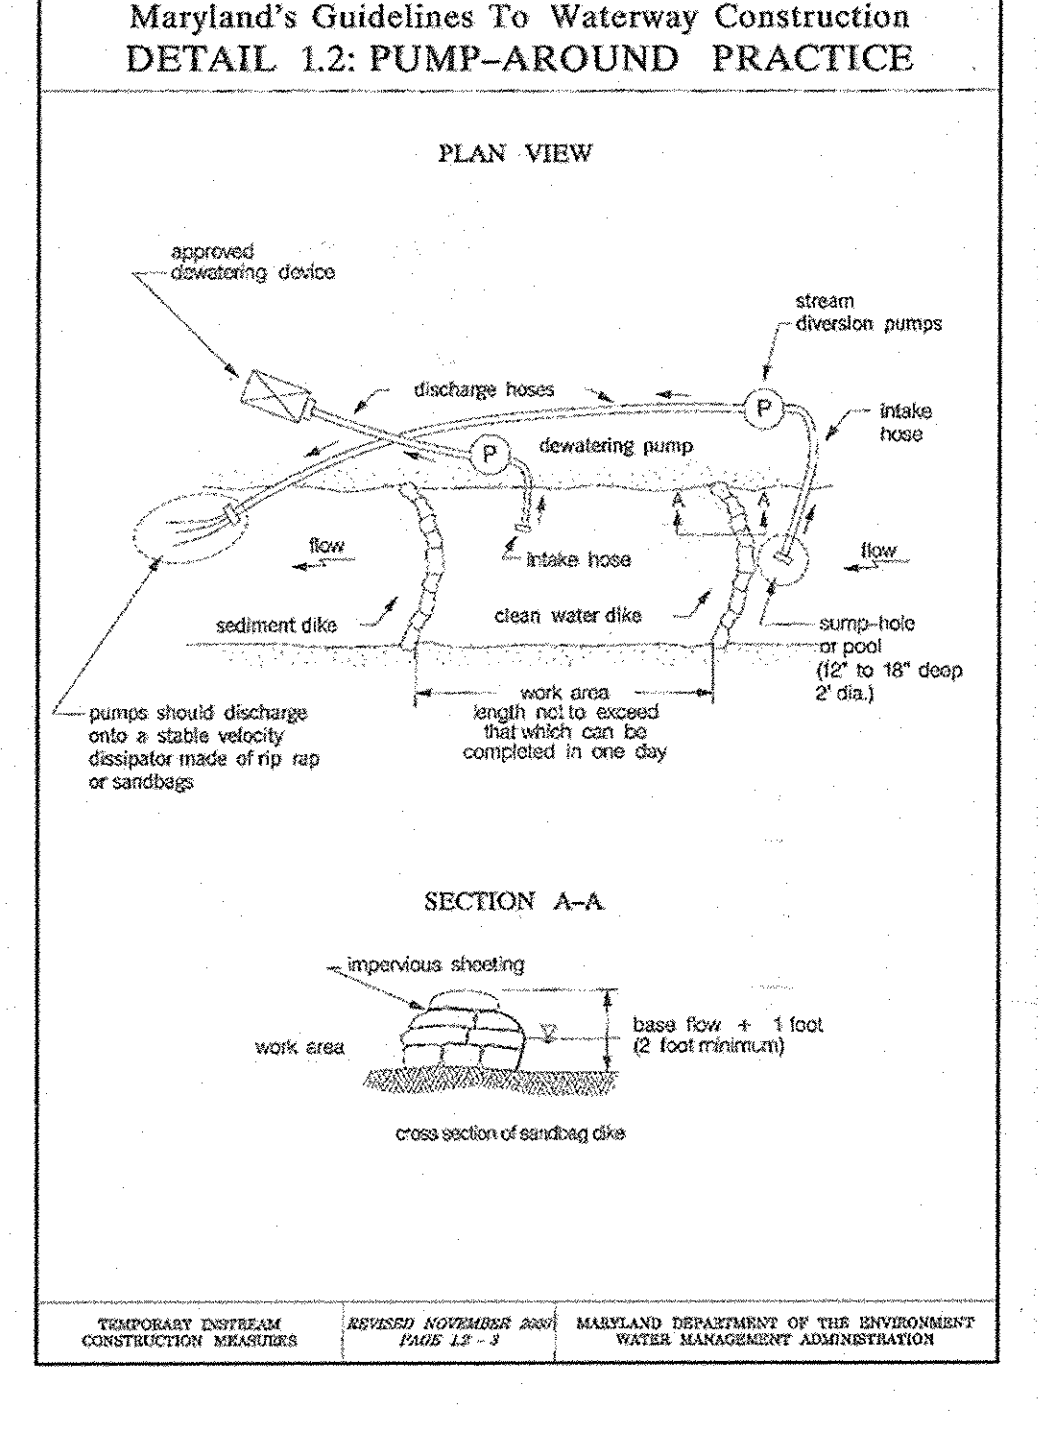 Maryland's Guidelines To Waterway Construction
DETAIL 1.2: PUMP-AROUND PRACTICE
PLAN VIEW
approved
dewatering device
stream
diversion pumps
discharge hoses
P
intake
hose
P
dewatering pump
A
A
flow
intake hose
flow
sediment dike
clean water dike
sump-hole
or pool
(12" to 18" deep
2' dia.)
work area
length not to exceed
that which can be
completed in one day
pumps should discharge
onto a stable velocity
dissipator made of rip rap
or sandbags
SECTION A-A
impervious sheeting
base flow + 1 foot
(2 foot minimum)
work area
cross section of sandbag dike
TEMPORARY INSTREAM
CONSTRUCTION MEASURES
REVISED NOVEMBER
PAGE 1.2 - 3
MARYLAND DEPARTMENT OF THE ENVIRONMENT
WATER MANAGEMENT ADMINISTRATION